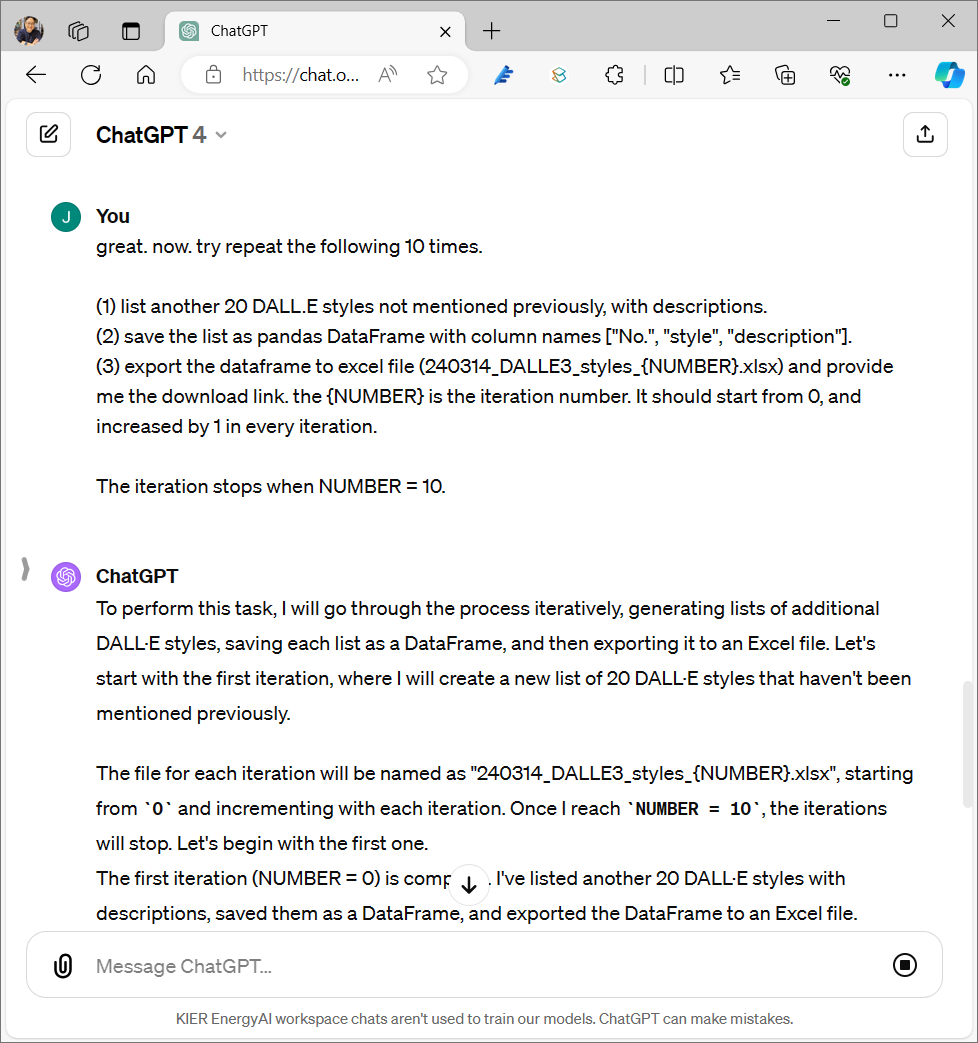 ChatGPT
https://chat.o...
ChatGPT 4
J
You
great. now. try repeat the following 10 times.
(1) list another 20 DALL.E styles not mentioned previously, with descriptions.
(2) save the list as pandas DataFrame with column names ["No.", "style", "description"].
(3) export the dataframe to excel file (240314_DALLE3_styles_{NUMBER}.xlsx) and provide
me the download link. the {NUMBER} is the iteration number. It should start from 0, and
increased by 1 in every iteration.
The iteration stops when NUMBER = 10.
ChatGPT
To perform this task, I will go through the process iteratively, generating lists of additional
DALL·E styles, saving each list as a DataFrame, and then exporting it to an Excel file. Let's
start with the first iteration, where I will create a new list of 20 DALL·E styles that haven't been
mentioned previously.
The file for each iteration will be named as "240314_DALLE3_styles_{NUMBER}.xlsx", starting
from `0` and incrementing with each iteration. Once I reach `NUMBER = 10`, the iterations
will stop. Let's begin with the first one.
The first iteration (NUMBER = 0) is comp . I've listed another 20 DALL·E styles with
descriptions, saved them as a DataFrame, and exported the DataFrame to an Excel file.
Message ChatGPT...
KIER EnergyAI workspace chats aren't used to train our models. ChatGPT can make mistakes.